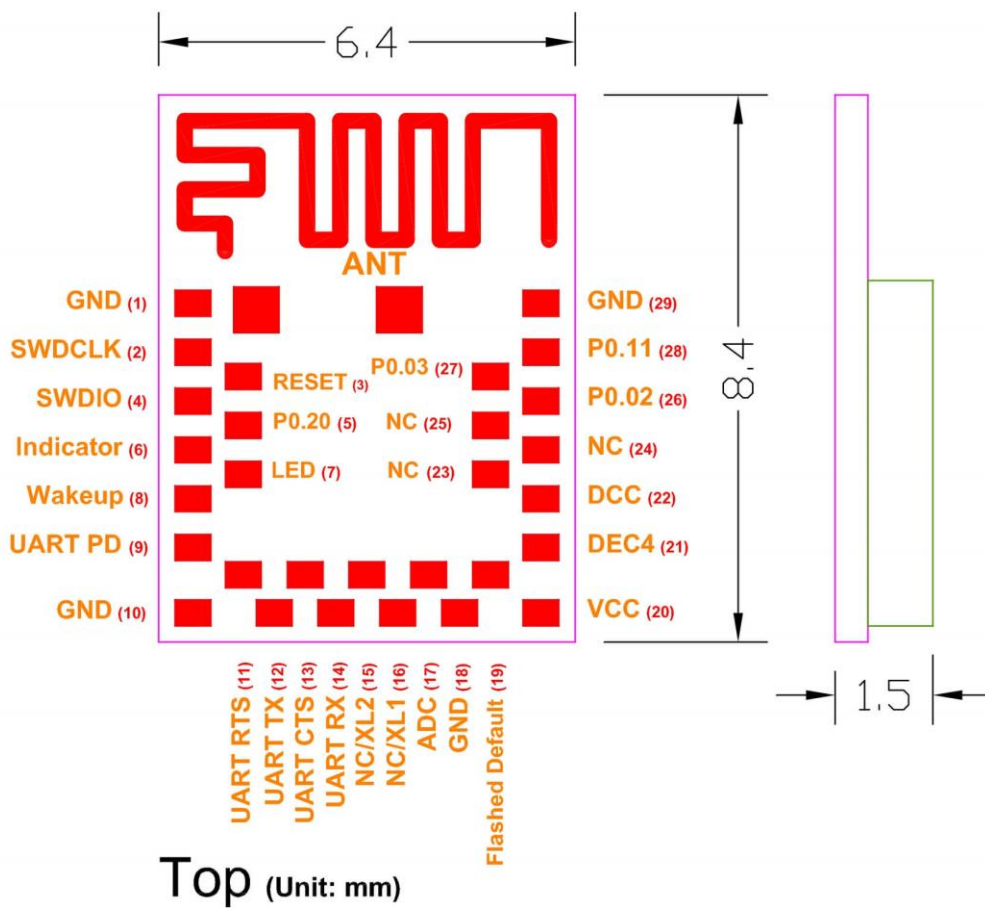 6.4
ANT
GND (1)
SWDCLK (2)
SWDIO (4)
Indicator (6)
Wakeup (8)
UART PD (9)
GND (10)
RESET (3)
P0.20 (5)
LED (7)
P0.03 (27)
NC (25)
NC (23)
GND (29)
P0.11 (28)
P0.02 (26)
NC (24)
DCC (22)
DEC4 (21)
VCC (20)
8.4
1.5
UART RTS (11)
UART TX (12)
UART CTS (13)
UART RX (14)
NC/XL2 (15)
NC/XL1 (16)
ADC (17)
GND (18)
Flashed Default (19)
Top (Unit: mm)